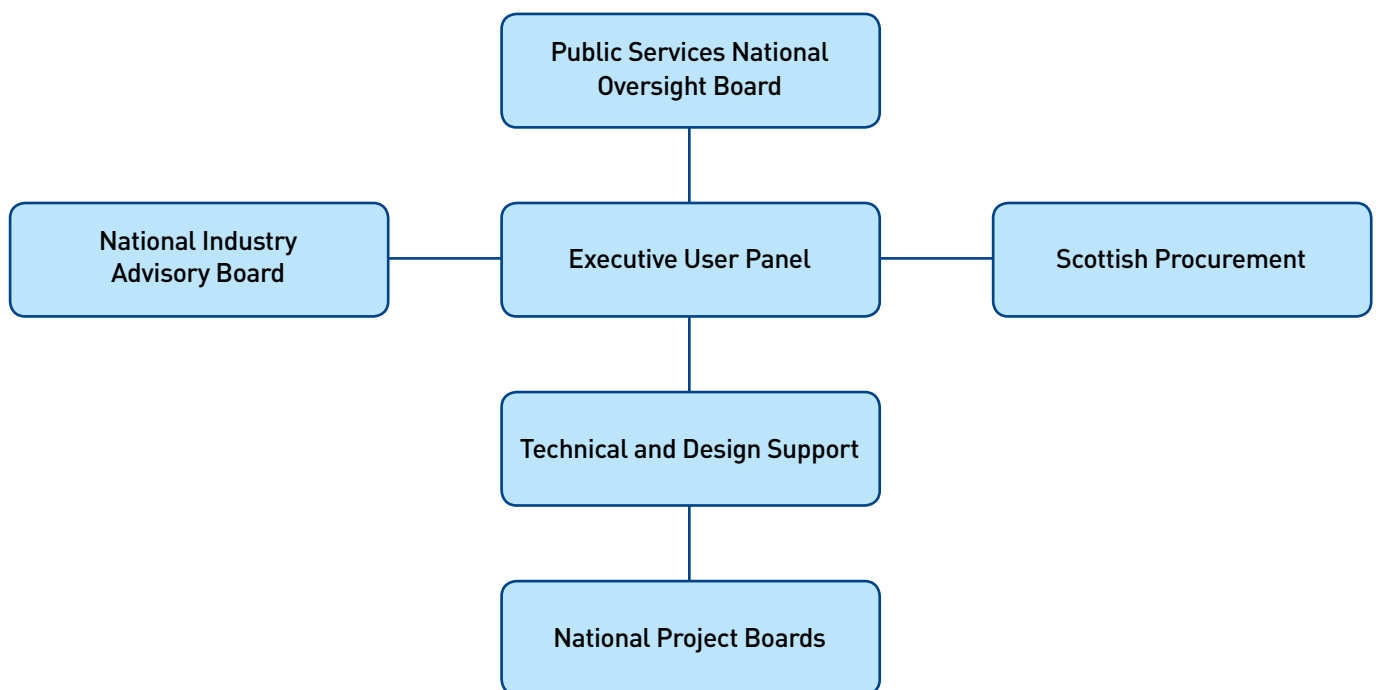 Public Services National
Oversight Board
National Industry
Advisory Board
Executive User Panel
Scottish Procurement
Technical and Design Support
National Project Boards